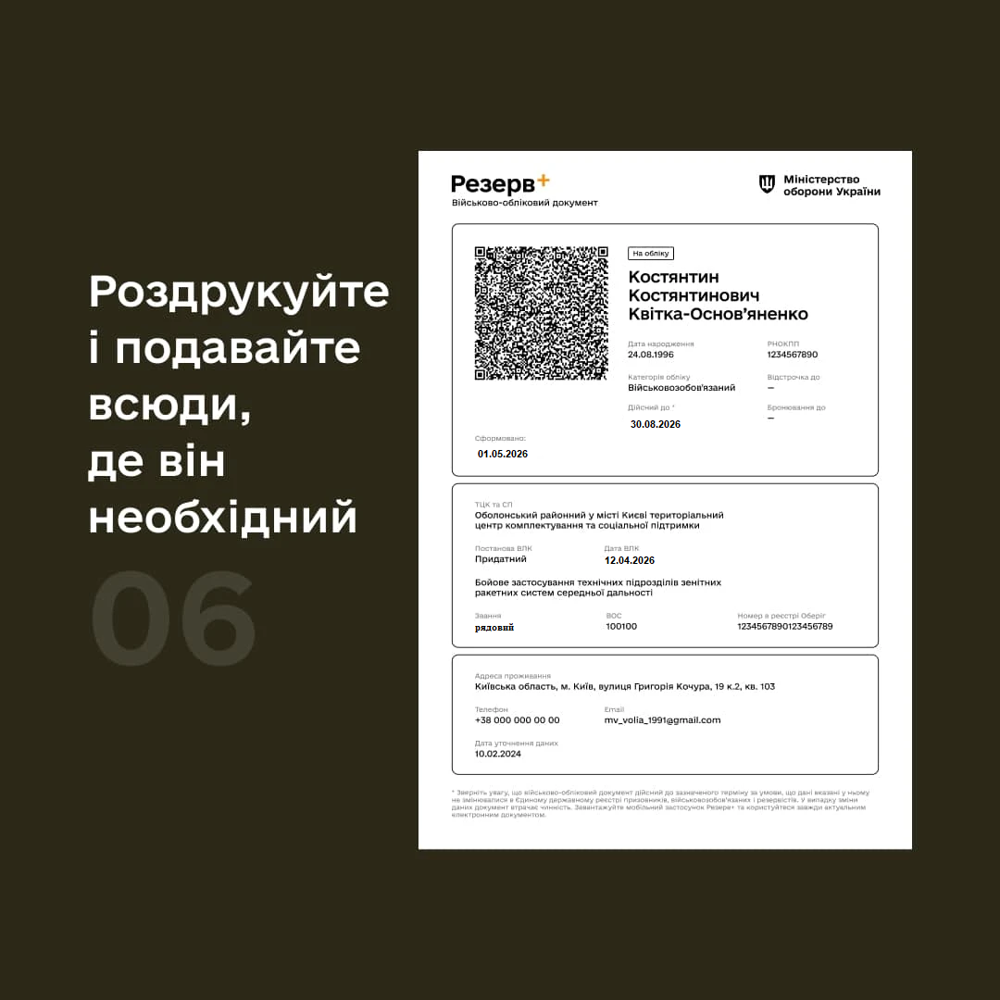 Роздрукуйте
і подавайте
всюди,
де він
необхідний
06
Резерв+
Військово-обліковий документ
Міністерство
оборони України
На обліку
Костянтин
Костянтинович
Квітка-Основ’яненко
Дата народження
24.08.1996
РНОКПП
1234567890
Категорія обліку
Військовозобов'язаний
Відстрочка до
—
Дійсний до *
30.08.2026
Бронювання до
—
Сформовано:
01.05.2026
ТЦК та СП
Оболонський районний у місті Києві територіальний
центр комплектування та соціальної підтримки
Постанова ВЛК
Придатний
Дата ВЛК
12.04.2026
Бойове застосування технічних підрозділів зенітних
ракетних систем середньої дальності
Звання
рядовий
ВОС
100100
Номер в реєстрі Оберіг
1234567890123456789
Адреса проживання
Київська область, м. Київ, вулиця Григорія Кочура, 19 к.2, кв. 103
Телефон
+38 000 000 00 00
Email
mv_volia_1991@gmail.com
Дата уточнення даних
10.02.2024
* Зверніть увагу, що військово-обліковий документ дійсний до зазначеного терміну за умови, що дані вказані у ньому
не змінювалися в Єдиному державному реєстрі призовників, військовозобов'язаних і резервістів. У випадку зміни
даних документ втрачає чинність. Завантажуйте мобільний застосунок Резерв+ та користуйтеся завжди актуальним
електронним документом.